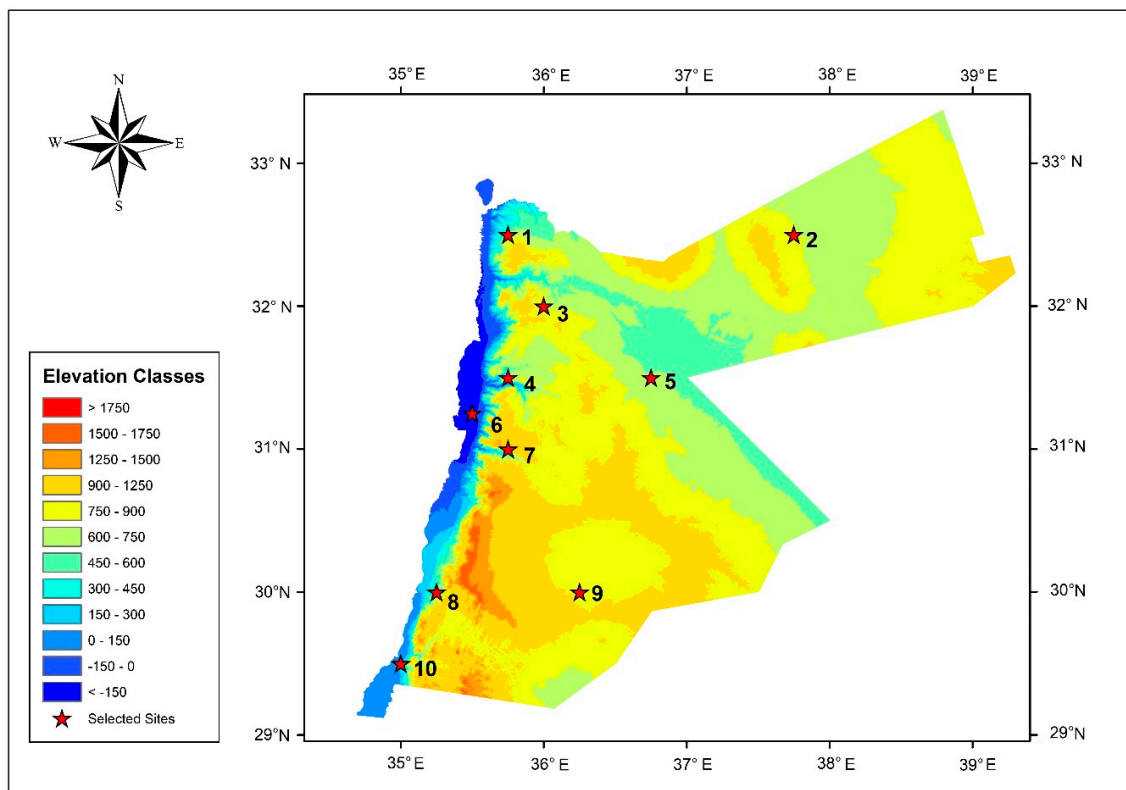 35° E
36° E
37° E
38° E
39° E
N
W
E
S
33° N
33° N
1
2
32° N
32° N
3
4
5
6
31° N
31° N
7
30° N
30° N
8
9
10
29° N
29° N
35° E
36° E
37° E
38° E
39° E
Elevation Classes
> 1750
1500 - 1750
1250 - 1500
900 - 1250
750 - 900
600 - 750
450 - 600
300 - 450
150 - 300
0 - 150
-150 - 0
< -150
Selected Sites